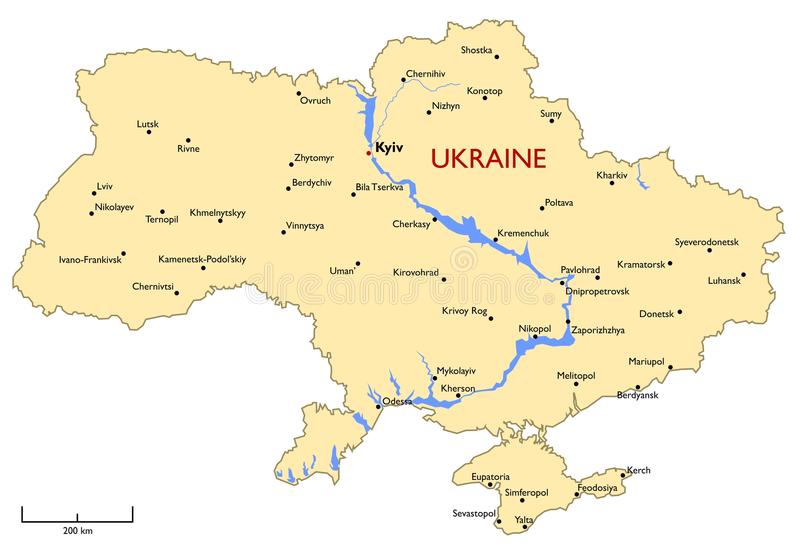 Shostka
Chernihiv
Ovruch
Konotop
Nizhyn
Sumy
Lutsk
Rivne
Kyiv
UKRAINE
Zhytomyr
Kharkiv
Lviv
Berdychiv
Bila Tserkva
Nikolayev
Ternopil
Khmelnytskyy
Poltava
Vinnytsya
Cherkasy
Kremenchuk
Syeverodonetsk
Ivano-Frankivsk
Kamenetsk-Podol'skiy
Uman'
Kirovohrad
Pavlohrad
Kramatorsk
Luhansk
Chernivtsi
Dnipropetrovsk
dreamstime
Krivoy Rog
Nikopol
Zaporizhzhya
Donetsk
Mykolayiv
Kherson
Melitopol
Mariupol
Berdyansk
Odessa
Eupatoria
Kerch
Simferopol
Feodosiya
Sevastopol
Yalta
200 km